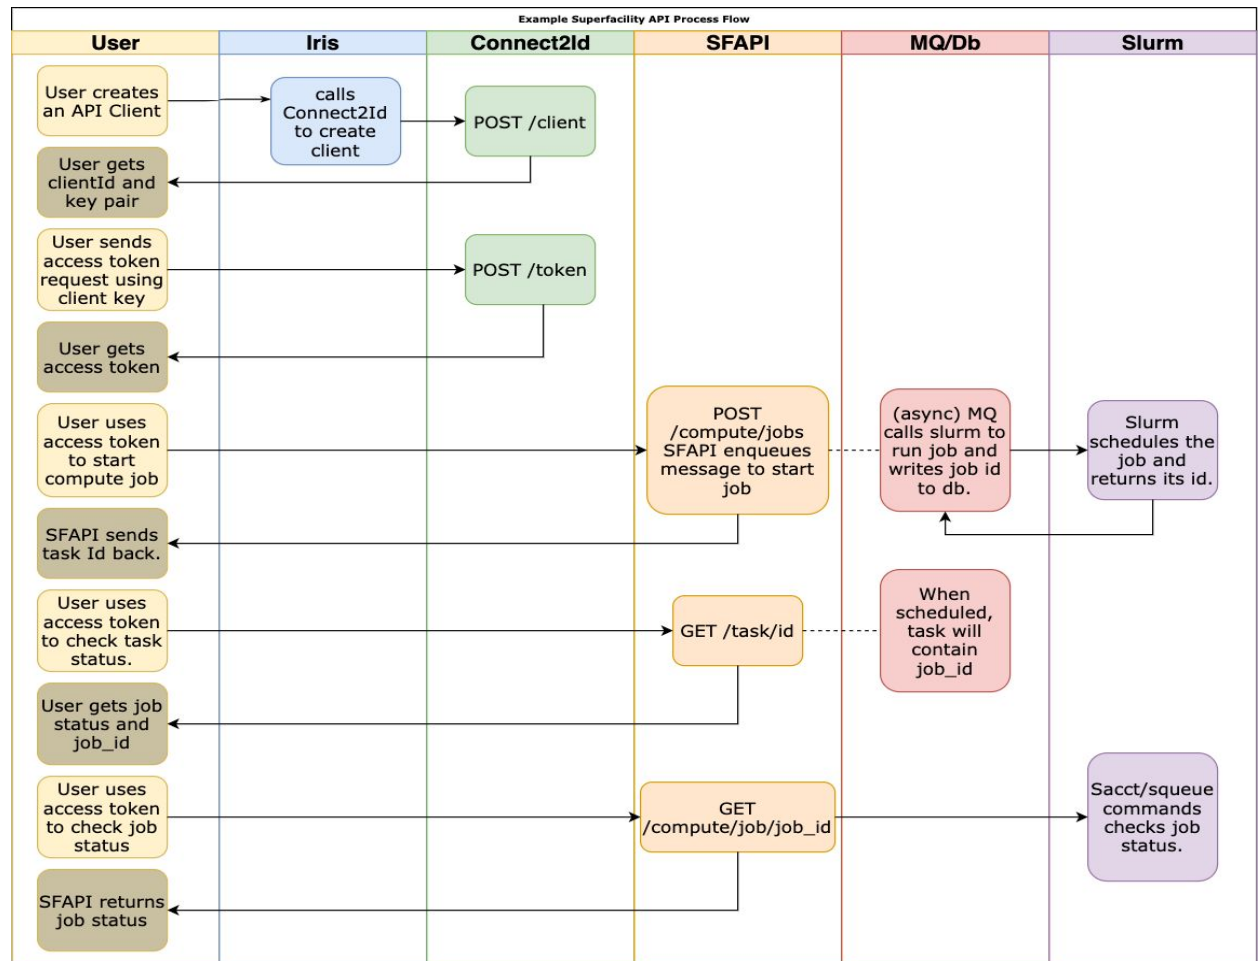 Example Superfacility API Process Flow
User
Iris
Connect2Id
SFAPI
MQ/Db
Slurm
User creates
an API Client
calls
Connect2Id
to create
client
POST /client
User gets
clientId and
key pair
User sends
access token
request using
client key
POST /token
User gets
access token
User uses
access token
to start
compute job
POST
/compute/jobs
SFAPI enqueues
message to start
job
(async) MQ
calls slurm to
run job and
writes job id
to db.
Slurm
schedules the
job and
returns its id.
SFAPI sends
task Id back.
User uses
access token
to check task
status.
GET /task/id
When
scheduled,
task will
contain
job_id
User gets job
status and
job_id
User uses
access token
to check job
status
GET
/compute/job/job_id
Sacct/squeue
commands
checks job
status.
SFAPI returns
job status